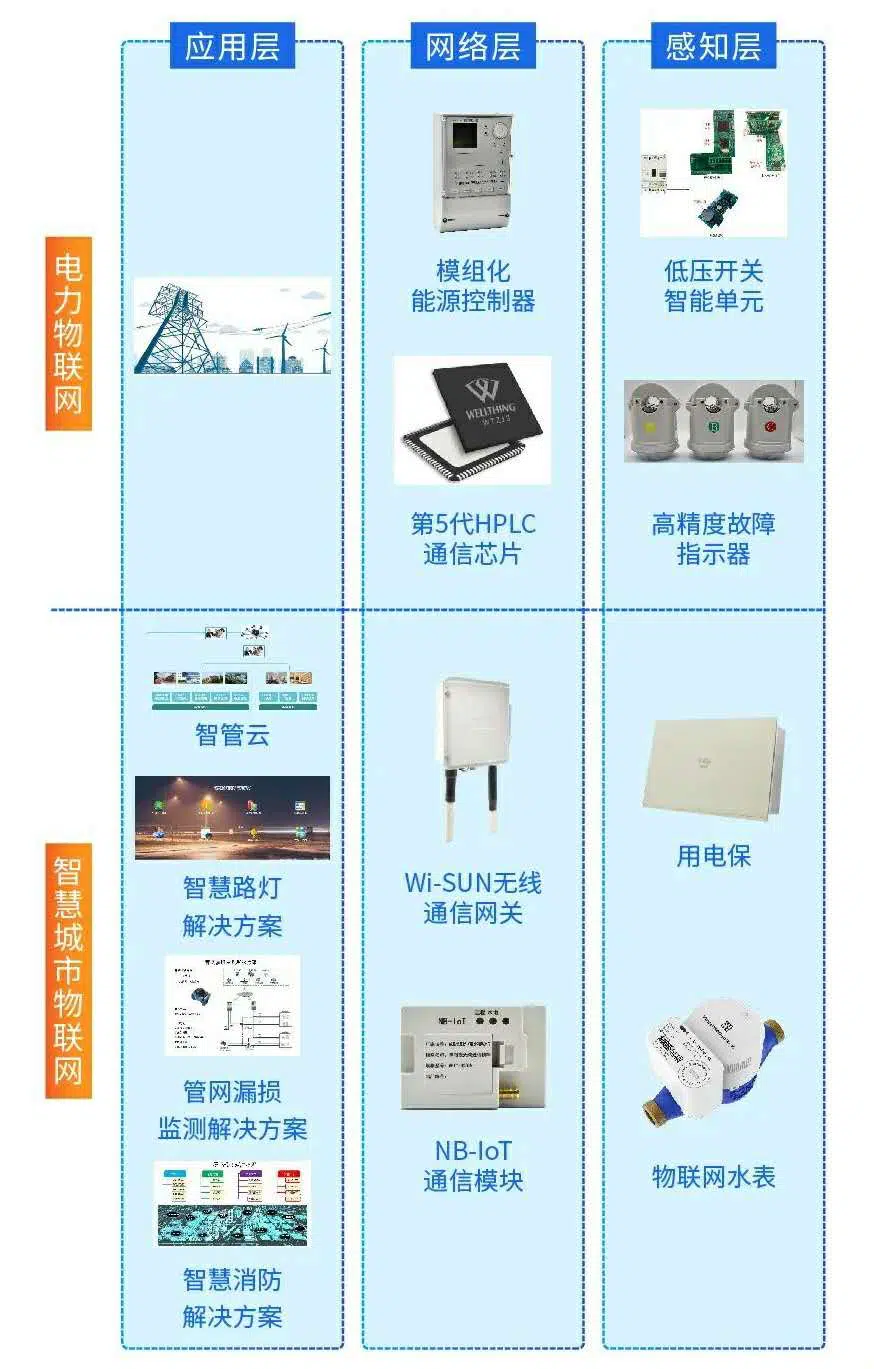 应用层
网络层
感知层
电力物联网
模组化
能源控制器
低压开关
智能单元
WELITHING
WTZ13
第5代HPLC
通信芯片
高精度故障
指示器
智慧城市物联网
智管云
智慧路灯
解决方案
管网漏损
监测解决方案
智慧消防
解决方案
Wi-SUN无线
通信网关
NB-IoT
NB-IoT
通信模块
用电保
物联网水表